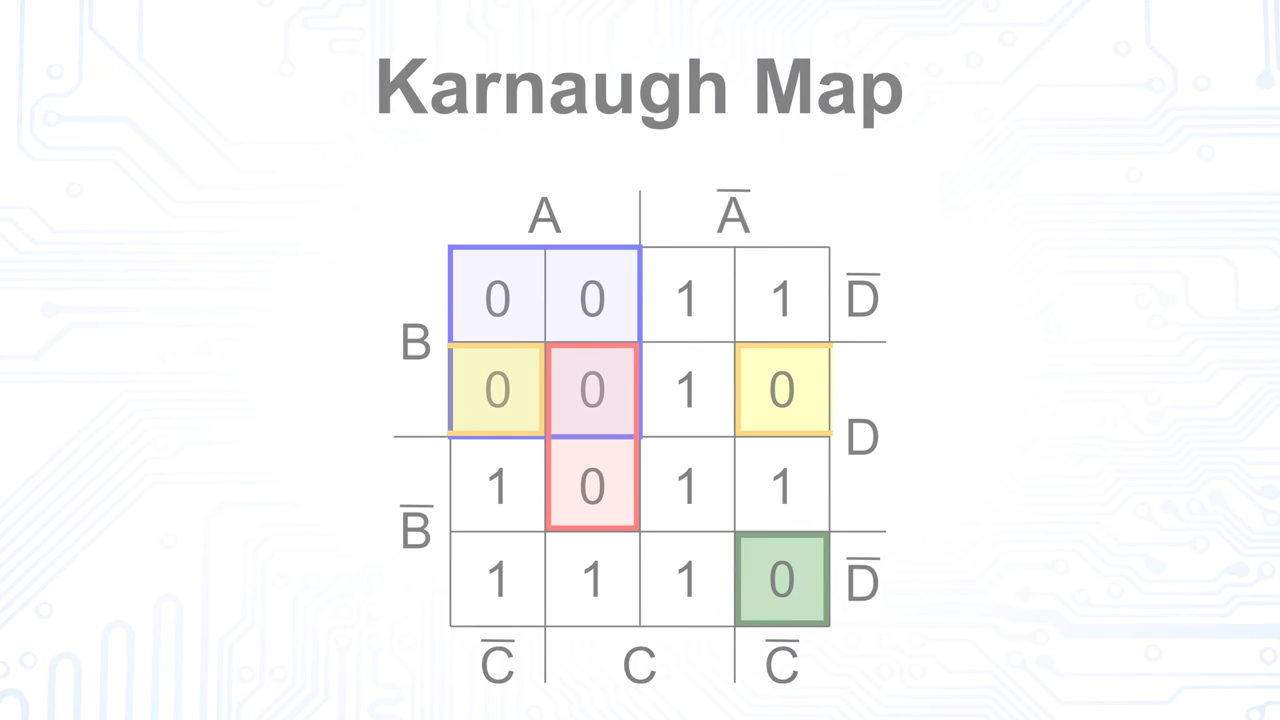 Karnaugh Map
A A̅
0 0 1 1 D̅
B
0 0 1 0
D
1 0 1 1
B̅
1 1 1 0 D̅
C̅ C C̅